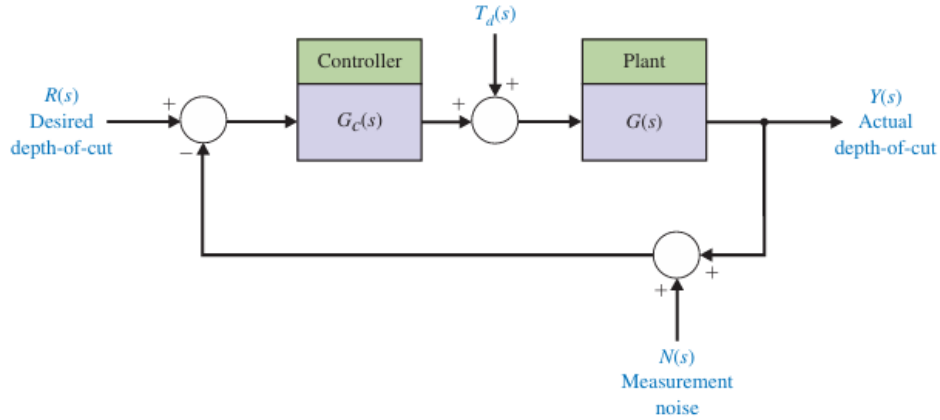 T_d(s)
Controller
Plant
R(s)
Desired
depth-of-cut
+
−
G_C(s)
+
+
G(s)
Y(s)
Actual
depth-of-cut
+
+
N(s)
Measurement
noise